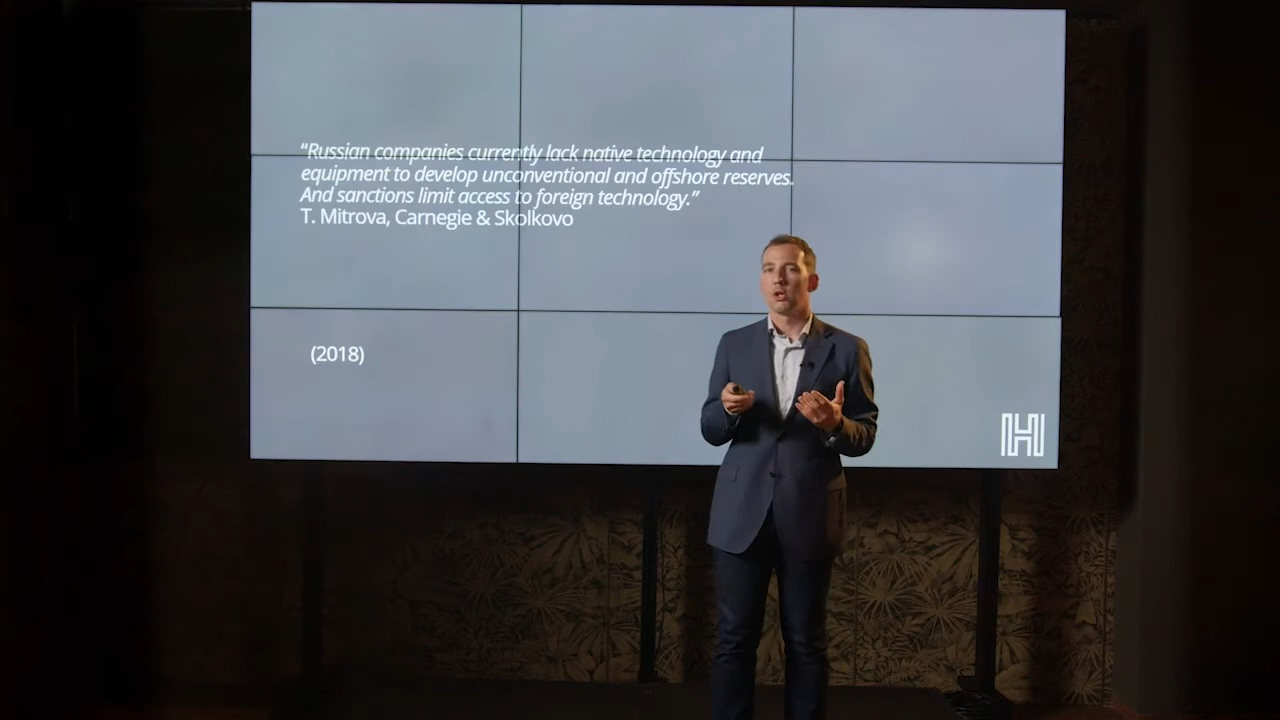 “Russian companies currently lack native technology and
equipment to develop unconventional and offshore reserves.
And sanctions limit access to foreign technology.”
T. Mitrova, Carnegie & Skolkovo
(2018)
H